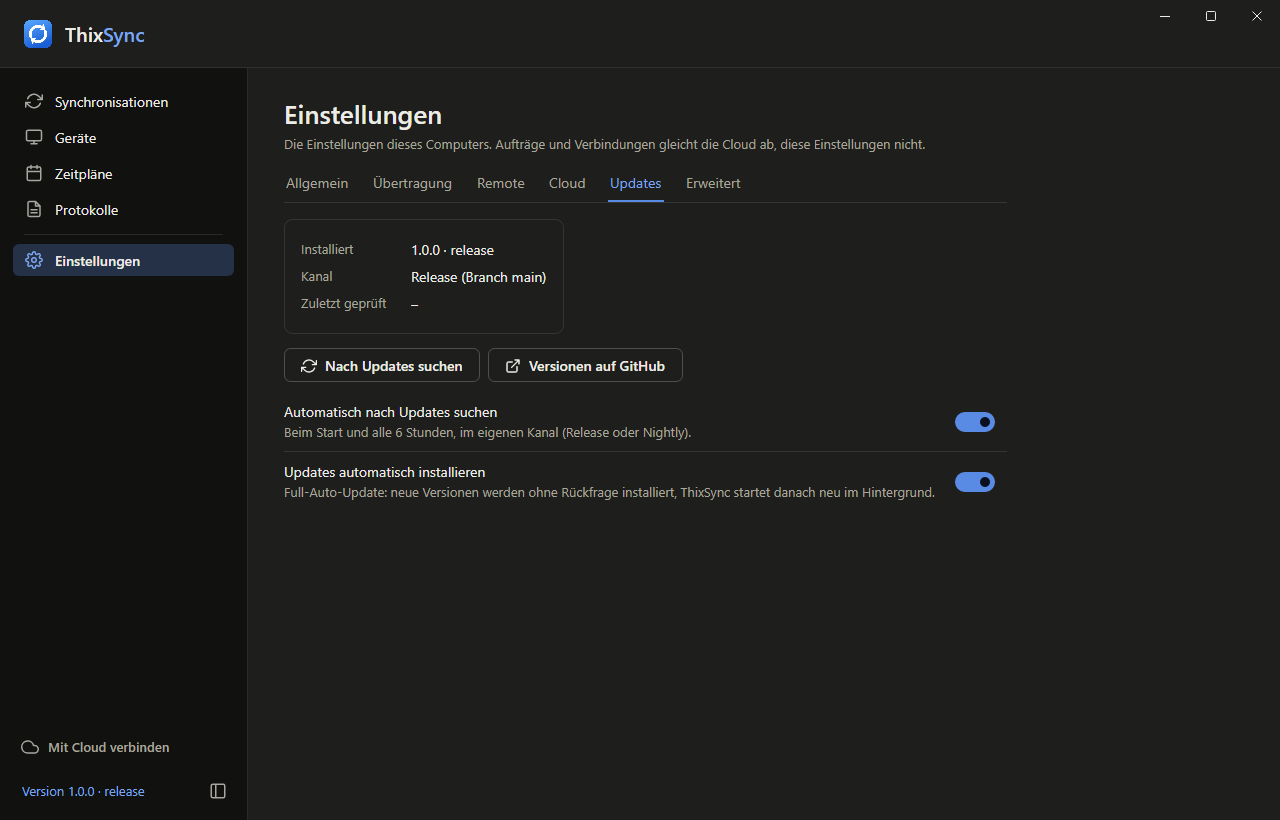 ThixSync
Synchronisationen
Geräte
Zeitpläne
Protokolle
Einstellungen
Mit Cloud verbinden
Version 1.0.0 · release
Einstellungen
Die Einstellungen dieses Computers. Aufträge und Verbindungen gleicht die Cloud ab, diese Einstellungen nicht.
Allgemein Übertragung Remote Cloud Updates Erweitert
Installiert 1.0.0 · release
Kanal Release (Branch main)
Zuletzt geprüft –
Nach Updates suchen Versionen auf GitHub
Automatisch nach Updates suchen
Beim Start und alle 6 Stunden, im eigenen Kanal (Release oder Nightly).
Updates automatisch installieren
Full-Auto-Update: neue Versionen werden ohne Rückfrage installiert, ThixSync startet danach neu im Hintergrund.